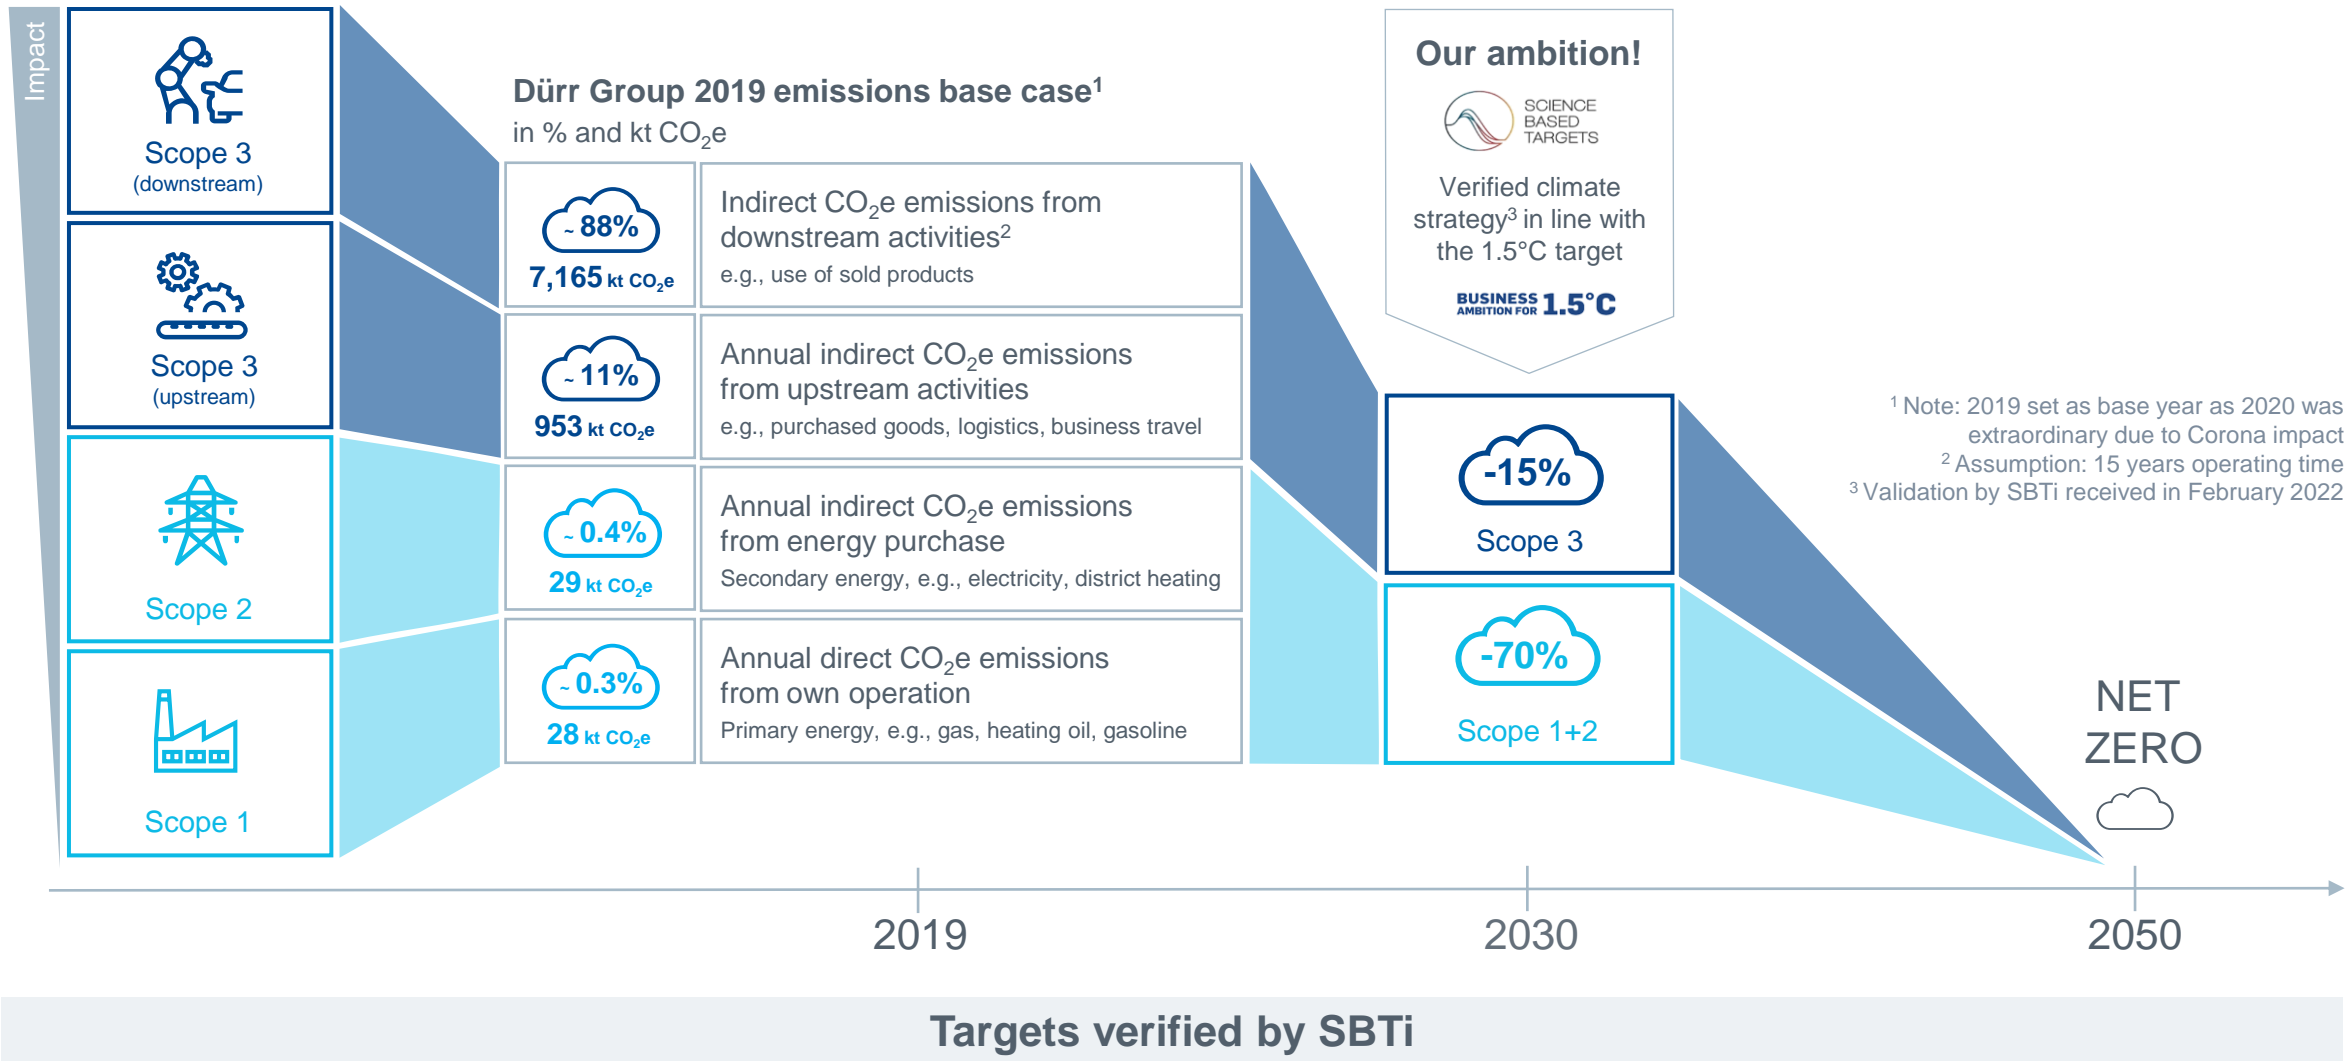 Impact
Scope 3
(downstream)
Scope 3
(upstream)
Scope 2
Scope 1
Dürr Group 2019 emissions base case¹
in % and kt CO₂e
~ 88%
7,165 kt CO₂e
Indirect CO₂e emissions from
downstream activities²
e.g., use of sold products
~ 11%
953 kt CO₂e
Annual indirect CO₂e emissions
from upstream activities
e.g., purchased goods, logistics, business travel
~ 0.4%
29 kt CO₂e
Annual indirect CO₂e emissions
from energy purchase
Secondary energy, e.g., electricity, district heating
~ 0.3%
28 kt CO₂e
Annual direct CO₂e emissions
from own operation
Primary energy, e.g., gas, heating oil, gasoline
Our ambition!
SCIENCE
BASED
TARGETS
Verified climate
strategy³ in line with
the 1.5°C target
BUSINESS
AMBITION FOR 1.5°C
-15%
Scope 3
-70%
Scope 1+2
¹ Note: 2019 set as base year as 2020 was
extraordinary due to Corona impact
² Assumption: 15 years operating time
³ Validation by SBTi received in February 2022
NET
ZERO
2019
2030
2050
Targets verified by SBTi